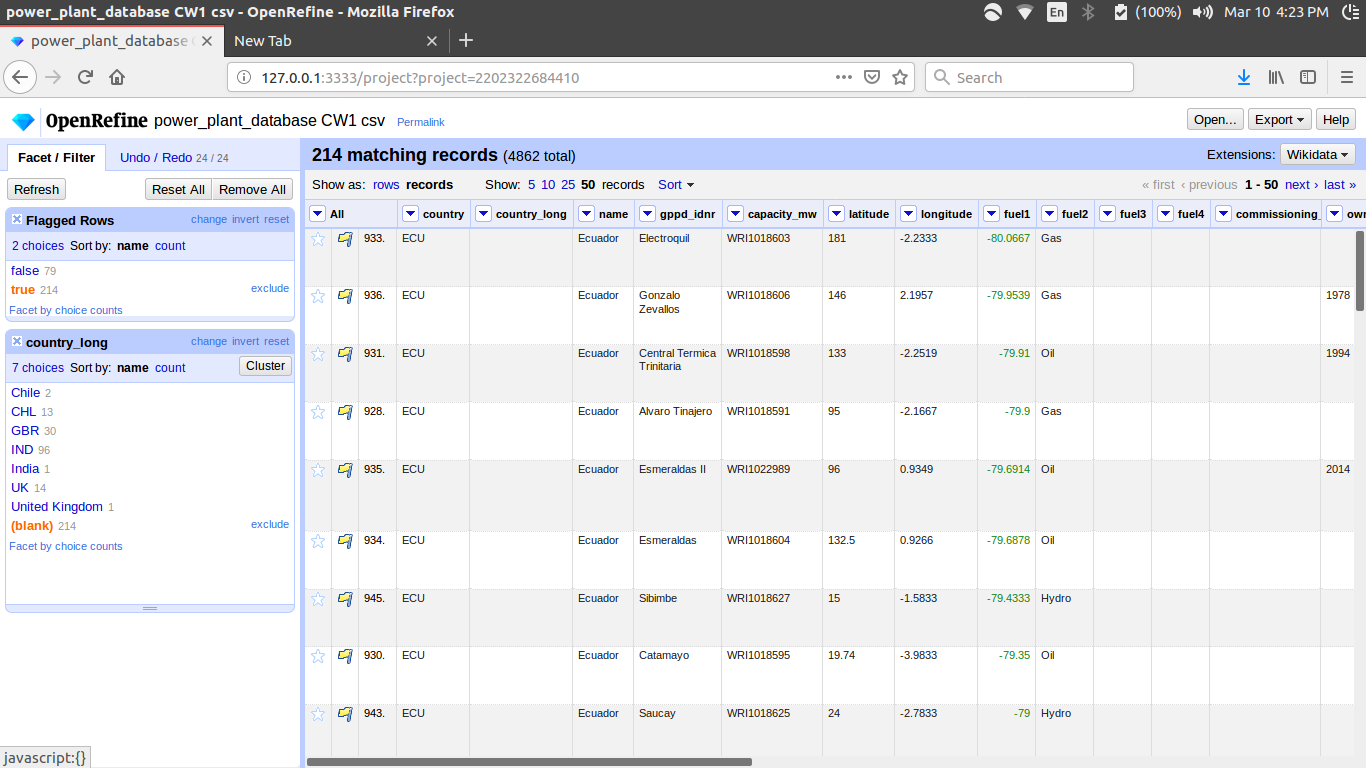 power_plant_database CW1 csv - OpenRefine - Mozilla Firefox
En (100%) Mar 10 4:23 PM
power_plant_database
New Tab
127.0.0.1:3333/project?project=2202322684410
Search
OpenRefine power_plant_database CW1 csv Permalink
Open... Export Help
Facet / Filter Undo / Redo 24 / 24
214 matching records (4862 total)
Extensions: Wikidata
Refresh Reset All Remove All
Show as: rows records Show: 5 10 25 50 records Sort
« first ‹ previous 1 - 50 next › last »
Flagged Rows change invert reset
2 choices Sort by: name count
false 79
true 214 exclude
Facet by choice counts
country_long change invert reset
7 choices Sort by: name count Cluster
Chile 2
CHL 13
GBR 30
IND 96
India 1
UK 14
United Kingdom 1
(blank) 214 exclude
Facet by choice counts
All country country_long name gppd_idnr capacity_mw latitude longitude fuel1 fuel2 fuel3 fuel4 commissioning_ own
933. ECU Ecuador Electroquil WRI1018603 181 -2.2333 -80.0667 Gas
936. ECU Ecuador Gonzalo Zevallos WRI1018606 146 2.1957 -79.9539 Gas 1978
931. ECU Ecuador Central Termica Trinitaria WRI1018598 133 -2.2519 -79.91 Oil 1994
928. ECU Ecuador Alvaro Tinajero WRI1018591 95 -2.1667 -79.9 Gas
935. ECU Ecuador Esmeraldas II WRI1022989 96 0.9349 -79.6914 Oil 2014
934. ECU Ecuador Esmeraldas WRI1018604 132.5 0.9266 -79.6878 Oil
945. ECU Ecuador Sibimbe WRI1018627 15 -1.5833 -79.4333 Hydro
930. ECU Ecuador Catamayo WRI1018595 19.74 -3.9833 -79.35 Oil
943. ECU Ecuador Saucay WRI1018625 24 -2.7833 -79 Hydro
javascript:{}